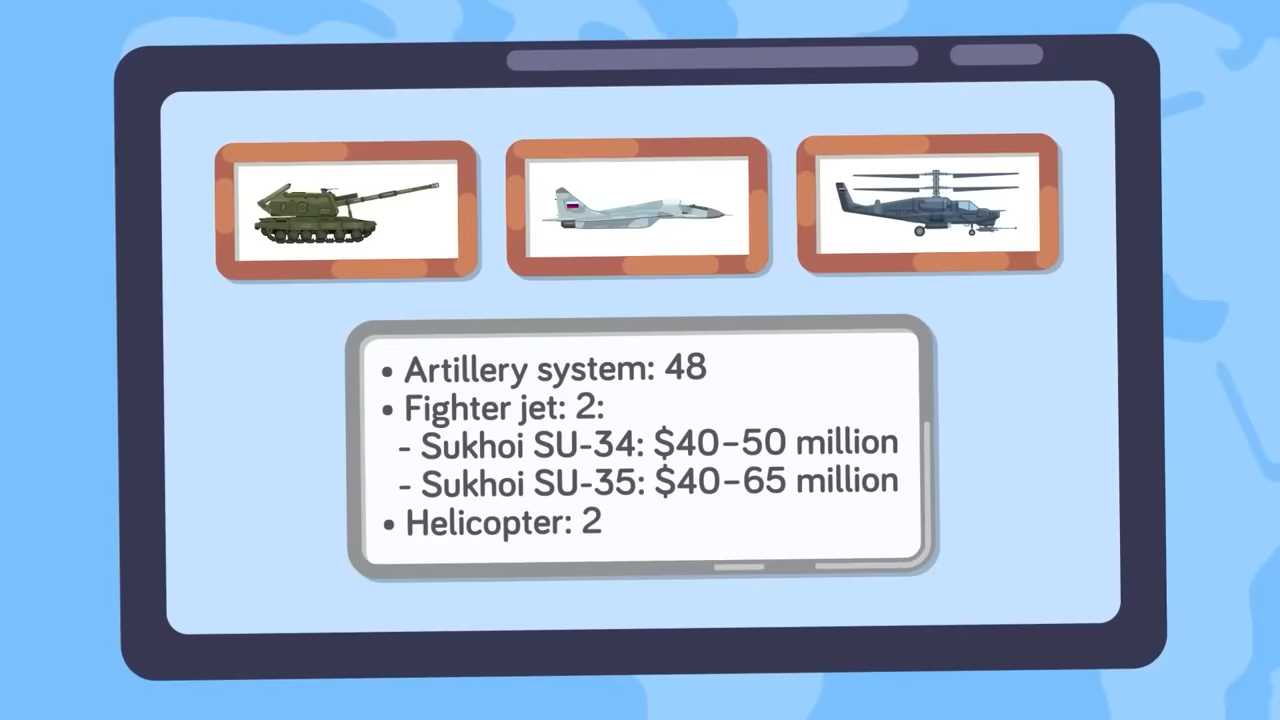 • Artillery system: 48
• Fighter jet: 2:
- Sukhoi SU-34: $40–50 million
- Sukhoi SU-35: $40–65 million
• Helicopter: 2